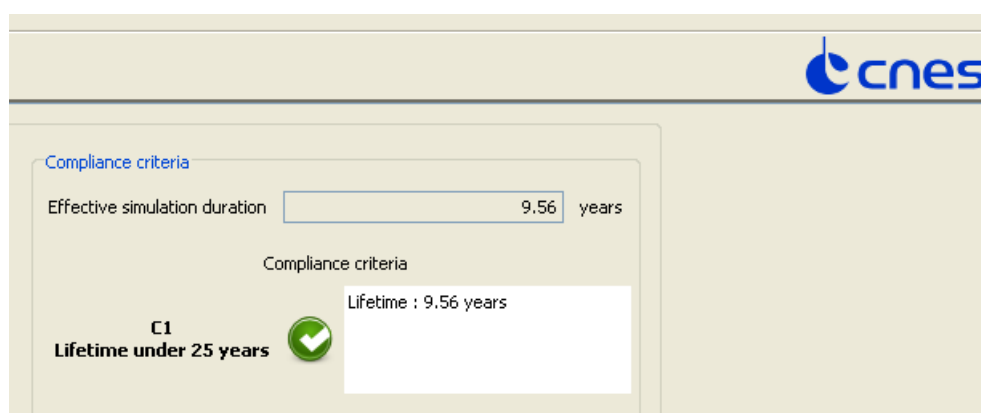 cnes
Compliance criteria
Effective simulation duration 9.56 years
Compliance criteria
Lifetime : 9.56 years
C1
Lifetime under 25 years